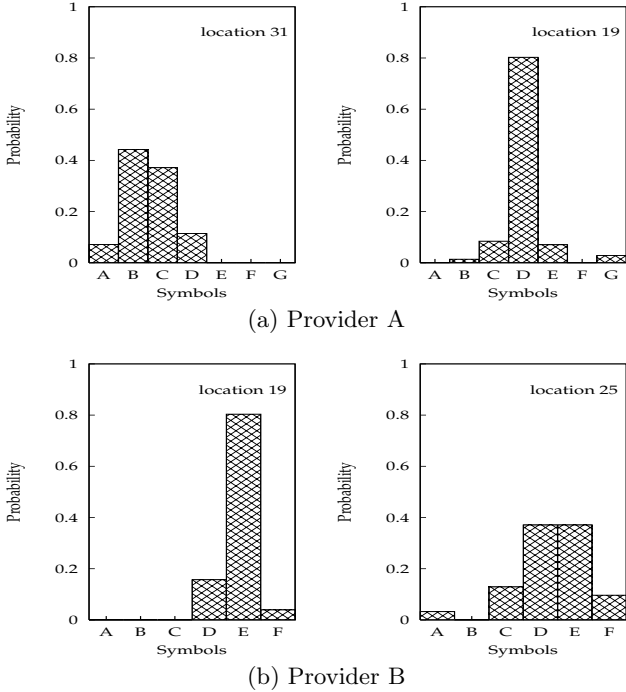 1
0.8
0.6
0.4
0.2
0
Probability
location 31
A B C D E F G
Symbols
1
0.8
0.6
0.4
0.2
0
Probability
location 19
A B C D E F G
Symbols
(a) Provider A
1
0.8
0.6
0.4
0.2
0
Probability
location 19
A B C D E F
Symbols
1
0.8
0.6
0.4
0.2
0
Probability
location 25
A B C D E F
Symbols
(b) Provider B